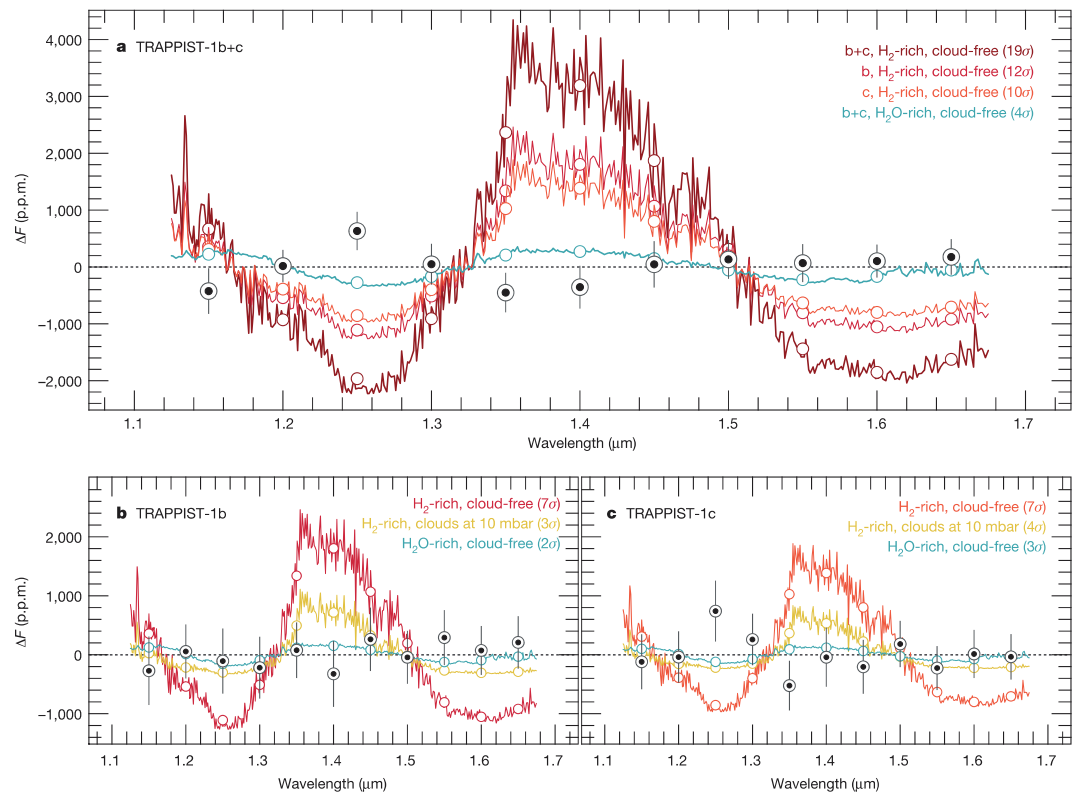 a TRAPPIST-1b+c
b+c, H₂-rich, cloud-free (19σ)
b, H₂-rich, cloud-free (12σ)
c, H₂-rich, cloud-free (10σ)
b+c, H₂O-rich, cloud-free (4σ)
4,000
3,000
2,000
1,000
0
−1,000
−2,000
ΔF (p.p.m.)
1.1 1.2 1.3 1.4 1.5 1.6 1.7
Wavelength (μm)
b TRAPPIST-1b
H₂-rich, cloud-free (7σ)
H₂-rich, clouds at 10 mbar (3σ)
H₂O-rich, cloud-free (2σ)
2,000
1,000
0
−1,000
ΔF (p.p.m.)
1.1 1.2 1.3 1.4 1.5 1.6 1.7
Wavelength (μm)
c TRAPPIST-1c
H₂-rich, cloud-free (7σ)
H₂-rich, clouds at 10 mbar (4σ)
H₂O-rich, cloud-free (3σ)
1.1 1.2 1.3 1.4 1.5 1.6 1.7
Wavelength (μm)